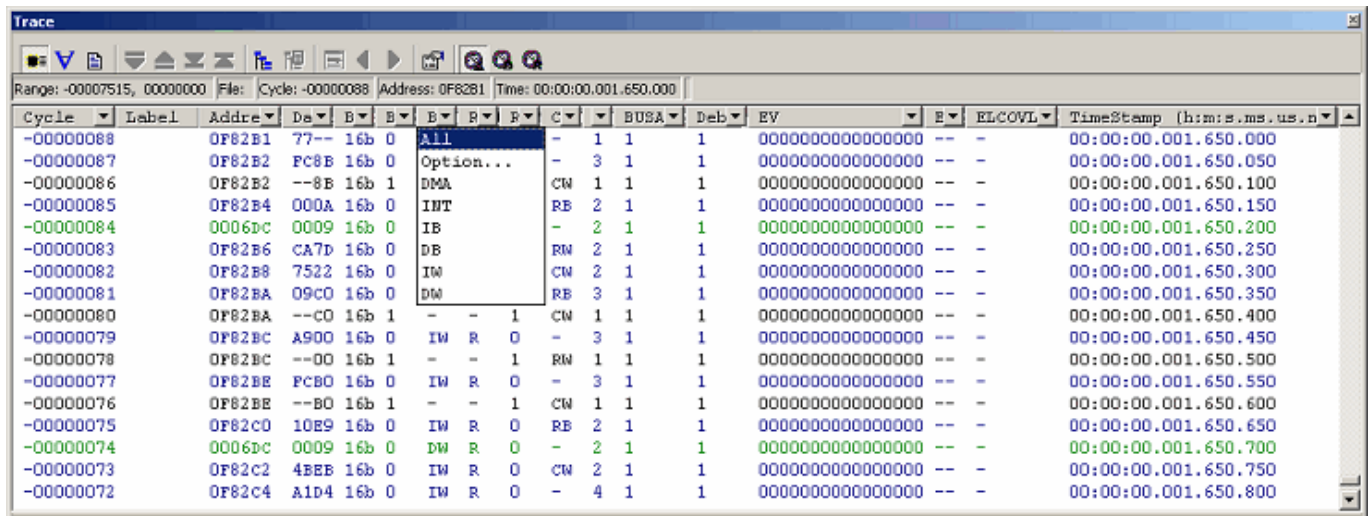 Trace
Range: -00007515, 00000000 File: Cycle: -00000088 Address: 0F82B1 Time: 00:00:00.001.650.000
Cycle Label Addre Da B B B R R C BUSA Deb EV E ELCOVL TimeStamp (h:m:s.ms.us.n
-00000088 0F82B1 77-- 16b 0 All - 1 1 1 0000000000000000 -- - 00:00:00.001.650.000
-00000087 0F82B2 FC8B 16b 0 Option... - 3 1 1 0000000000000000 -- - 00:00:00.001.650.050
-00000086 0F82B2 --8B 16b 1 DMA CW 1 1 1 0000000000000000 -- - 00:00:00.001.650.100
-00000085 0F82B4 000A 16b 0 INT RB 2 1 1 0000000000000000 -- - 00:00:00.001.650.150
-00000084 0006DC 0009 16b 0 IB - 2 1 1 0000000000000000 -- - 00:00:00.001.650.200
-00000083 0F82B6 CA7D 16b 0 DB RW 2 1 1 0000000000000000 -- - 00:00:00.001.650.250
-00000082 0F82B8 7522 16b 0 IW CW 2 1 1 0000000000000000 -- - 00:00:00.001.650.300
-00000081 0F82BA 09C0 16b 0 DW RB 3 1 1 0000000000000000 -- - 00:00:00.001.650.350
-00000080 0F82BA --C0 16b 1 - - 1 CW 1 1 1 0000000000000000 -- - 00:00:00.001.650.400
-00000079 0F82BC A900 16b 0 IW R 0 - 3 1 1 0000000000000000 -- - 00:00:00.001.650.450
-00000078 0F82BC --00 16b 1 - - 1 RW 1 1 1 0000000000000000 -- - 00:00:00.001.650.500
-00000077 0F82BE FCB0 16b 0 IW R 0 - 3 1 1 0000000000000000 -- - 00:00:00.001.650.550
-00000076 0F82BE --B0 16b 1 - - 1 CW 1 1 1 0000000000000000 -- - 00:00:00.001.650.600
-00000075 0F82C0 10E9 16b 0 IW R 0 RB 2 1 1 0000000000000000 -- - 00:00:00.001.650.650
-00000074 0006DC 0009 16b 0 DW R 0 - 2 1 1 0000000000000000 -- - 00:00:00.001.650.700
-00000073 0F82C2 4BEB 16b 0 IW R 0 CW 2 1 1 0000000000000000 -- - 00:00:00.001.650.750
-00000072 0F82C4 A1D4 16b 0 IW R 0 - 4 1 1 0000000000000000 -- - 00:00:00.001.650.800